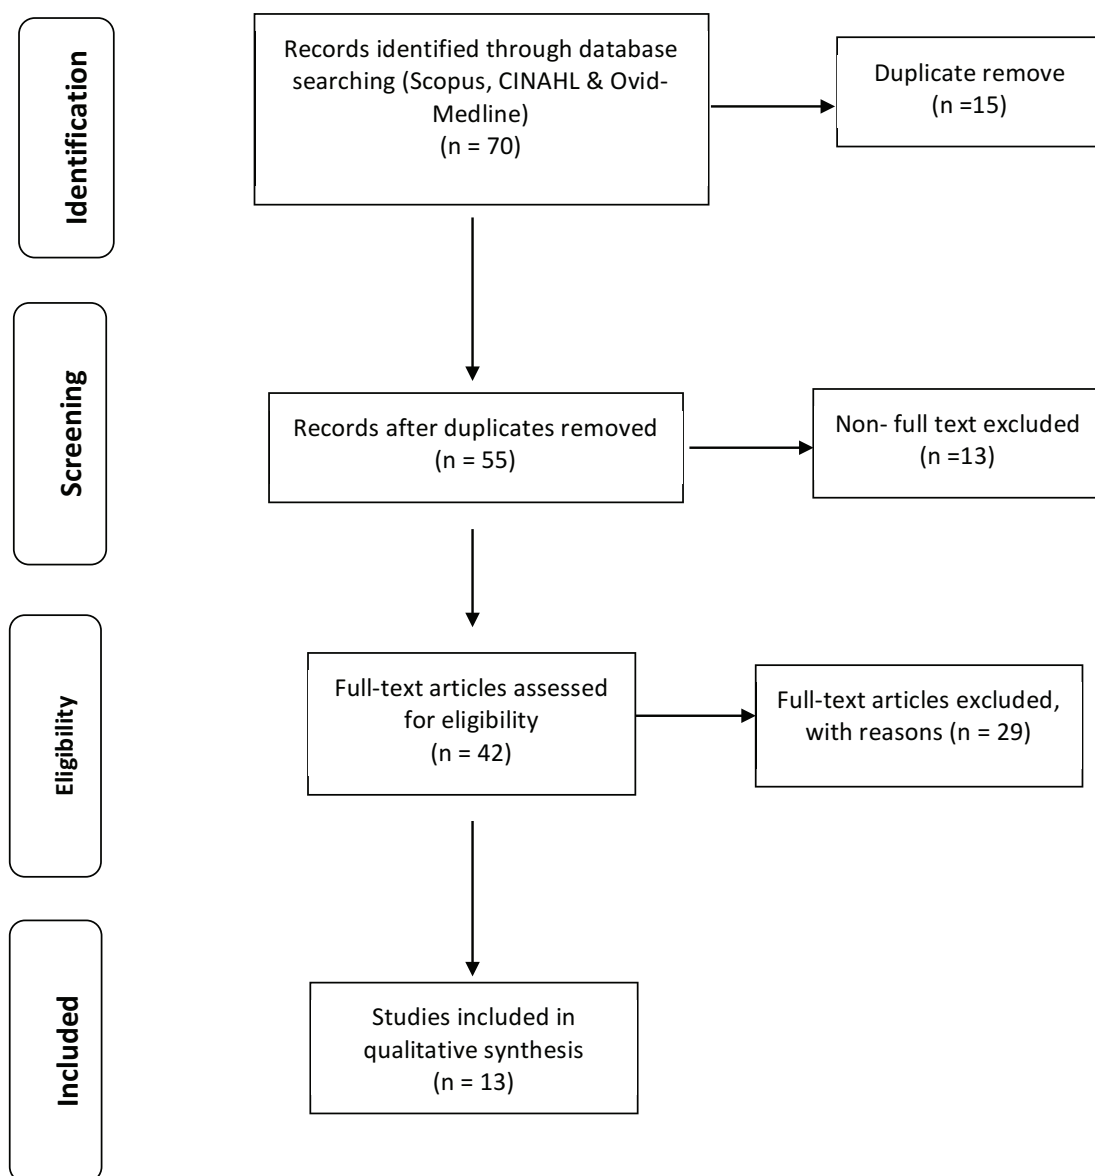 Identification
Records identified through database
searching (Scopus, CINAHL & Ovid-
Medline)
(n = 70)
Duplicate remove
(n =15)
Screening
Records after duplicates removed
(n = 55)
Non- full text excluded
(n =13)
Eligibility
Full-text articles assessed
for eligibility
(n = 42)
Full-text articles excluded,
with reasons (n = 29)
Included
Studies included in
qualitative synthesis
(n = 13)